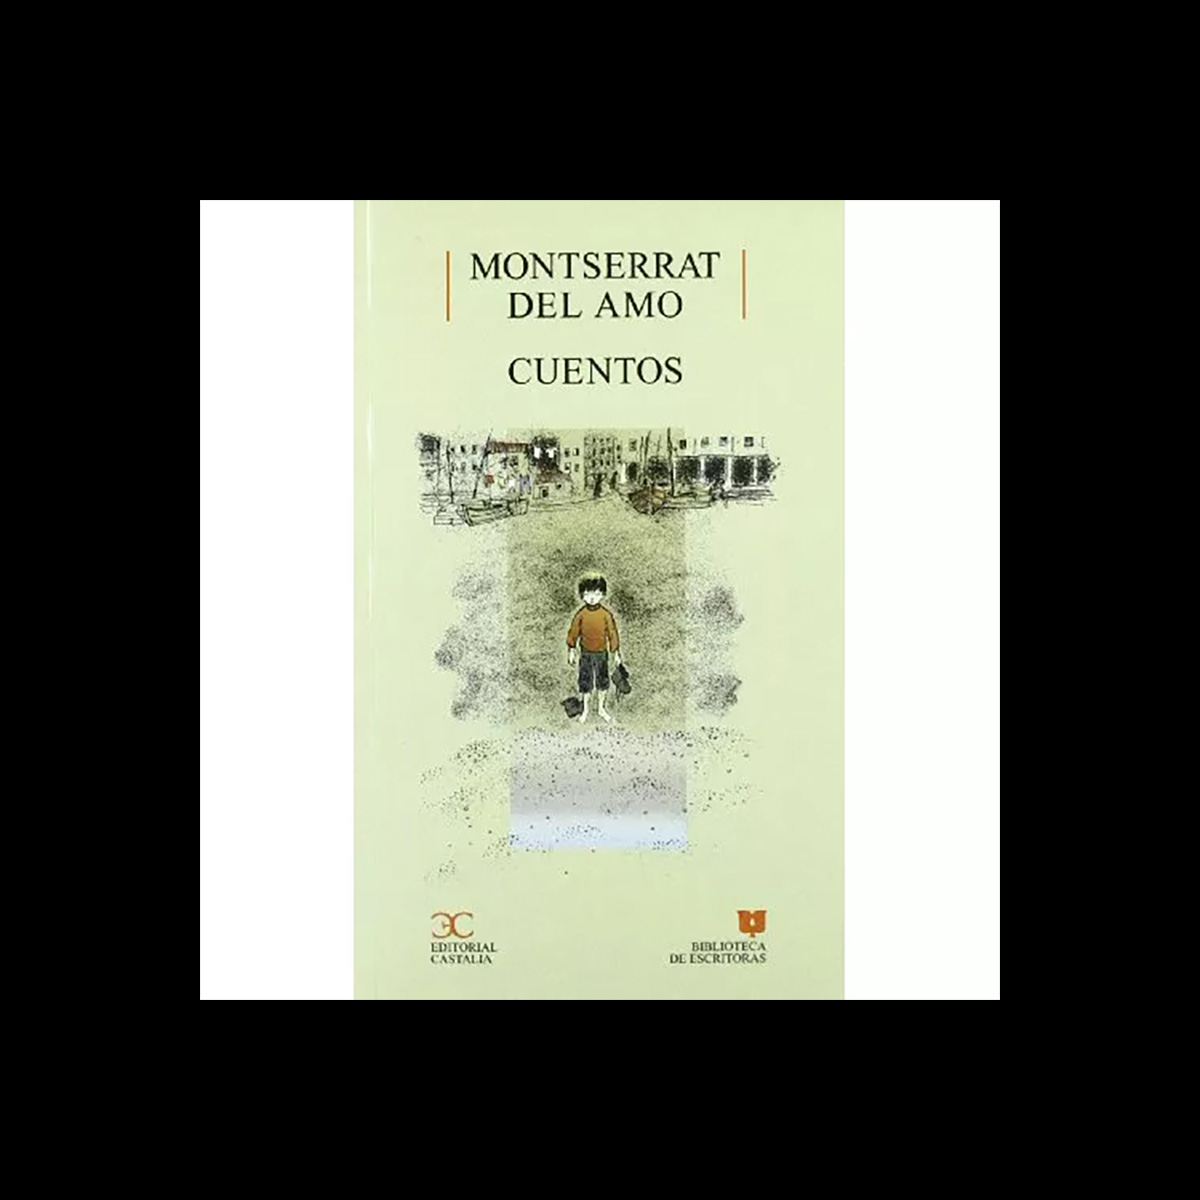 MONTSERRAT
DEL AMO
CUENTOS
EDITORIAL
CASTALIA
BIBLIOTECA
DE ESCRITORAS